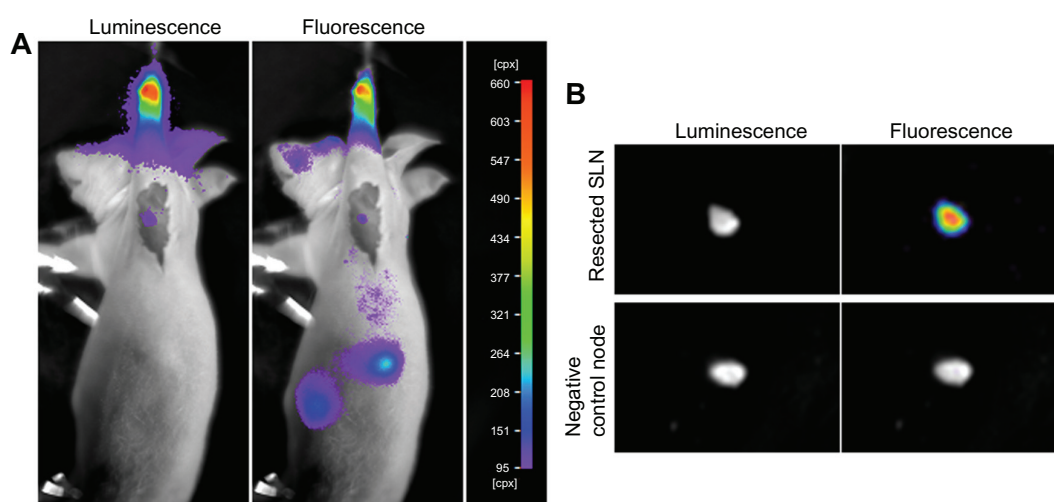 A
Luminescence
Fluorescence
[cpx]
660
603
547
490
434
377
321
264
208
151
95
[cpx]
B
Luminescence
Fluorescence
Resected SLN
Negative
control node